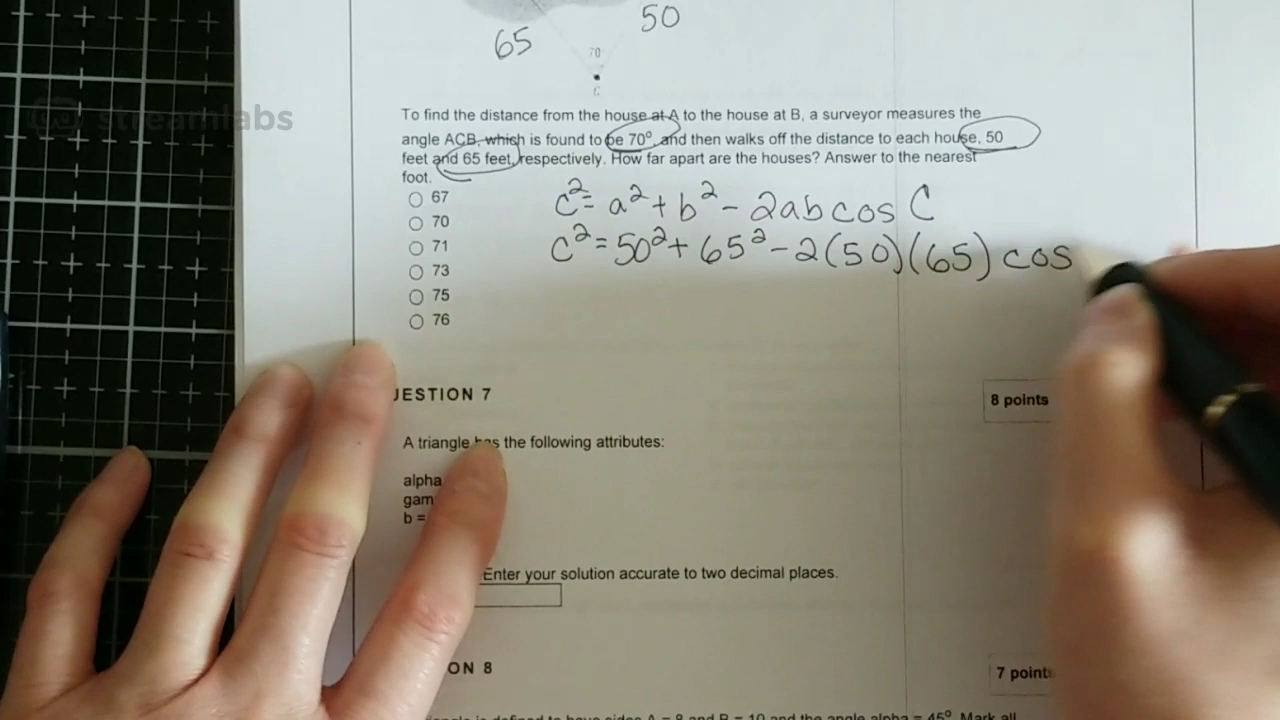 50
65
70
C
streamlabs
To find the distance from the house at A to the house at B, a surveyor measures the
angle ACB, which is found to be 70°, and then walks off the distance to each house, 50
feet and 65 feet, respectively. How far apart are the houses? Answer to the nearest
foot.
67
70
71
73
75
76
c² = a² + b² - 2ab cos C
c² = 50² + 65² - 2(50)(65) cos
JESTION 7
8 points
A triangle has the following attributes:
alpha
gam
b =
Enter your solution accurate to two decimal places.
ON 8
7 points